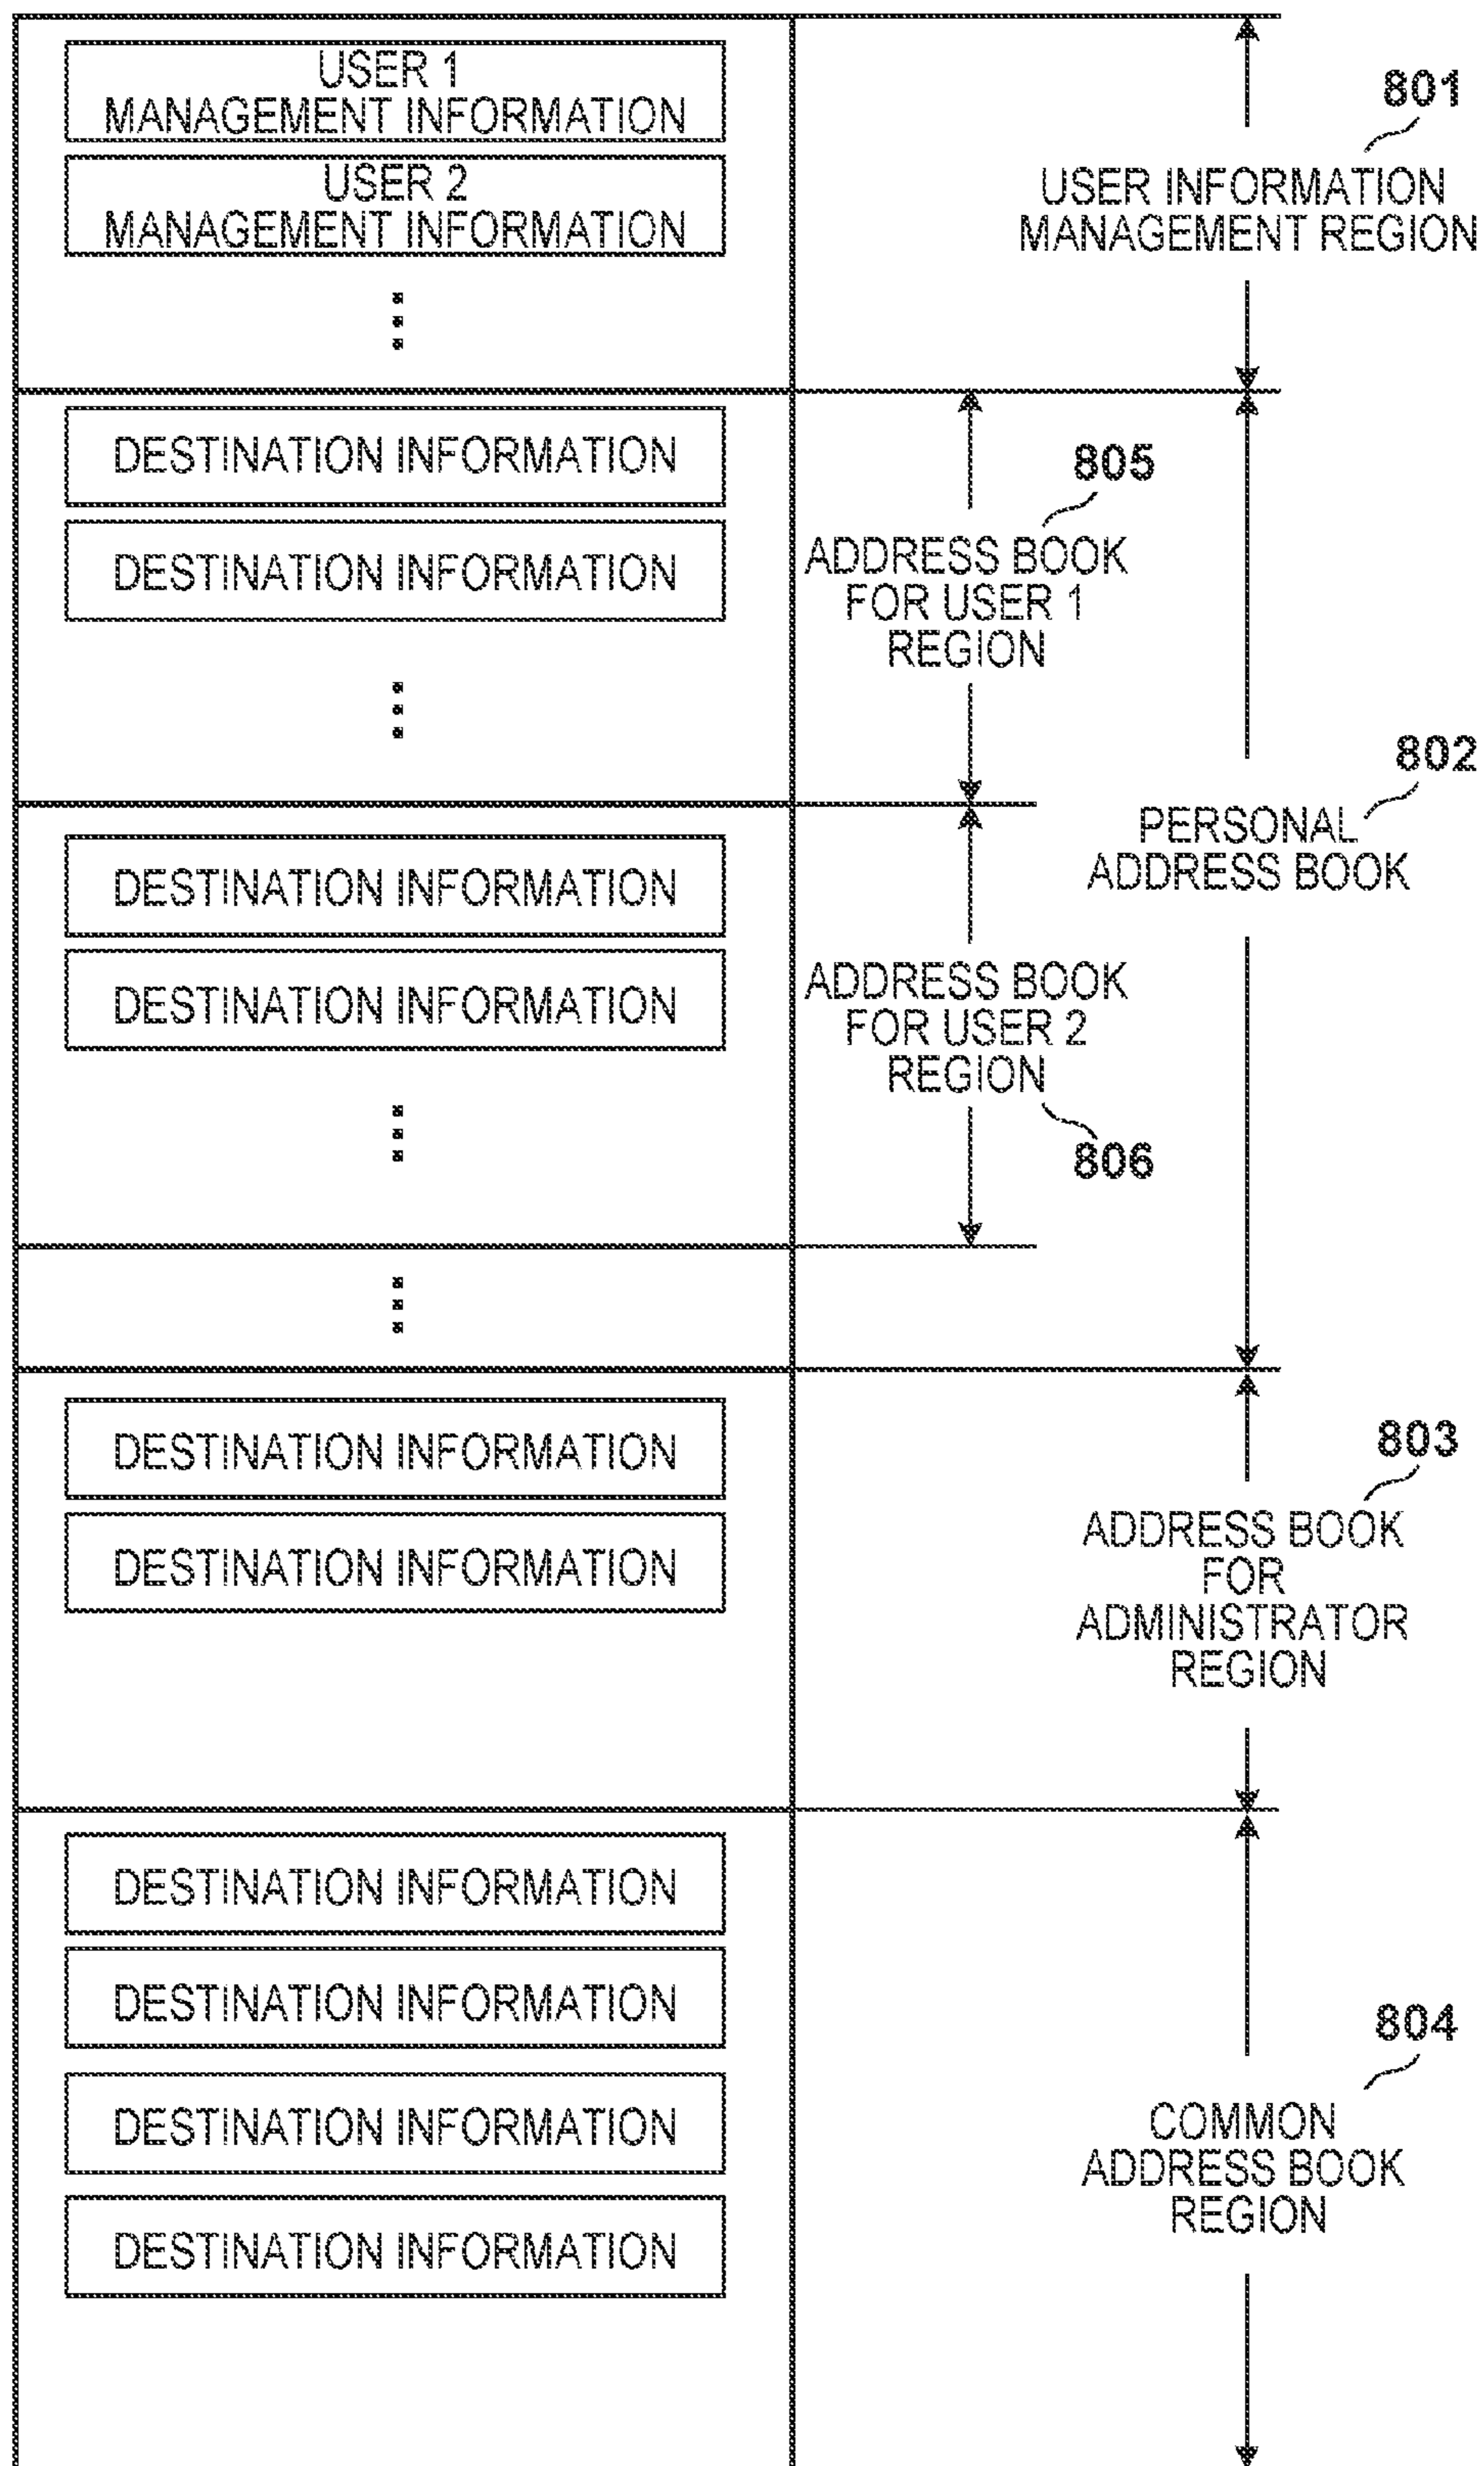 USER 1
MANAGEMENT INFORMATION
USER 2
MANAGEMENT INFORMATION
801
USER INFORMATION
MANAGEMENT REGION
DESTINATION INFORMATION
DESTINATION INFORMATION
805
ADDRESS BOOK
FOR USER 1
REGION
802
PERSONAL
ADDRESS BOOK
DESTINATION INFORMATION
DESTINATION INFORMATION
ADDRESS BOOK
FOR USER 2
REGION
806
DESTINATION INFORMATION
DESTINATION INFORMATION
803
ADDRESS BOOK
FOR
ADMINISTRATOR
REGION
DESTINATION INFORMATION
DESTINATION INFORMATION
DESTINATION INFORMATION
DESTINATION INFORMATION
804
COMMON
ADDRESS BOOK
REGION